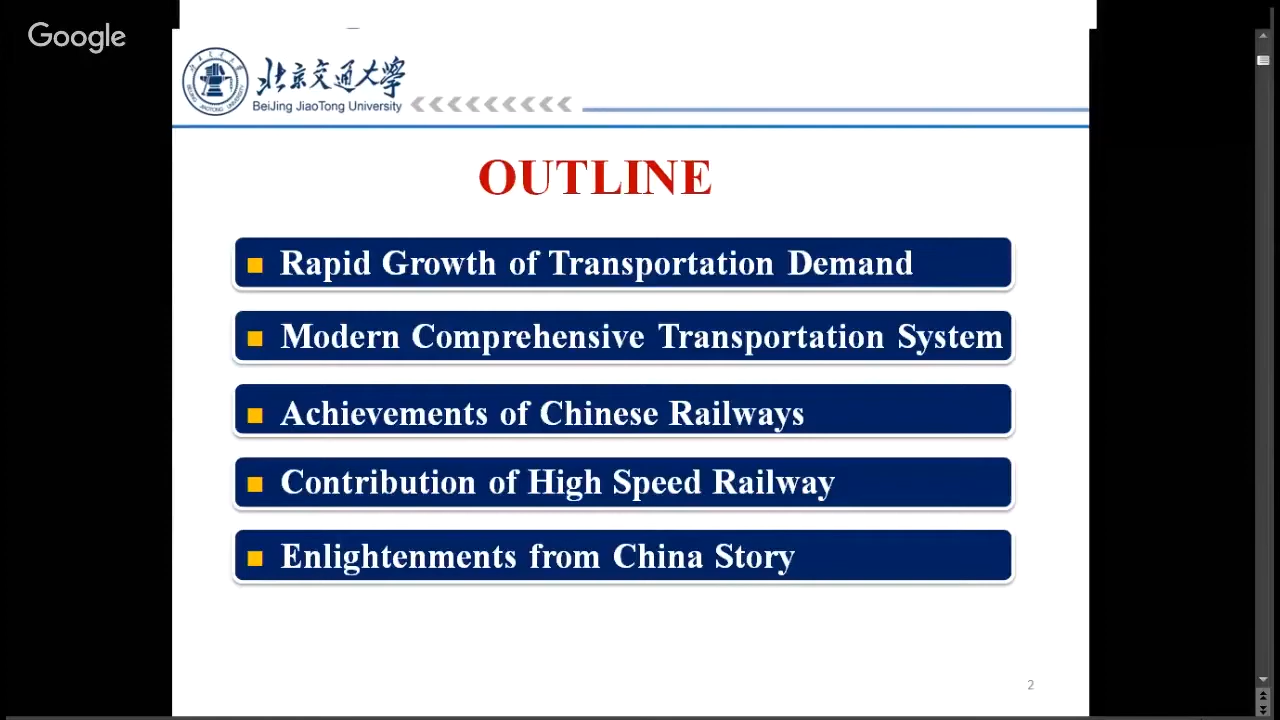 Google
北京交通大学
BeiJing JiaoTong University
OUTLINE
Rapid Growth of Transportation Demand
Modern Comprehensive Transportation System
Achievements of Chinese Railways
Contribution of High Speed Railway
Enlightenments from China Story
2